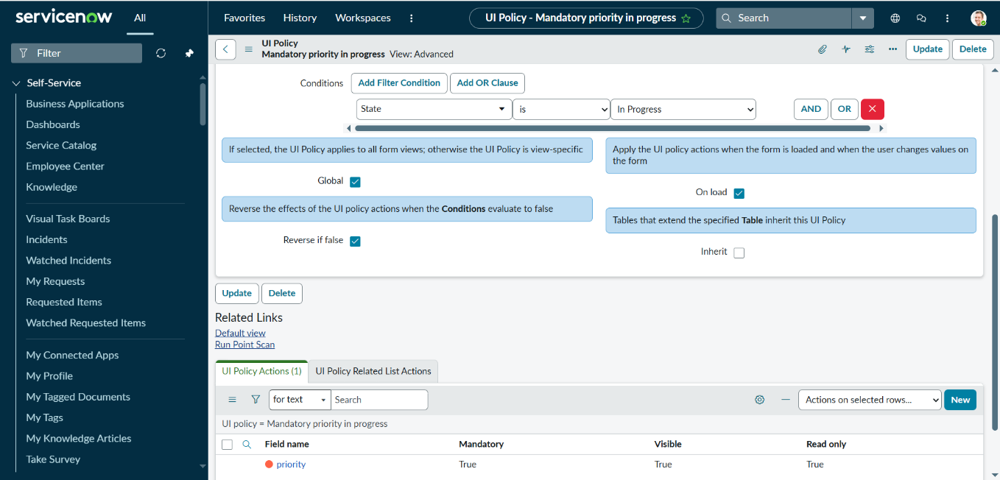 servicenow
All
Favorites
History
Workspaces
UI Policy - Mandatory priority in progress
Search
Filter
Self-Service
Business Applications
Dashboards
Service Catalog
Employee Center
Knowledge
Visual Task Boards
Incidents
Watched Incidents
My Requests
Requested Items
Watched Requested Items
My Connected Apps
My Profile
My Tagged Documents
My Tags
My Knowledge Articles
Take Survey
UI Policy
Mandatory priority in progress View: Advanced
Update
Delete
Conditions
Add Filter Condition
Add OR Clause
State
is
In Progress
AND
OR
If selected, the UI Policy applies to all form views; otherwise the UI Policy is view-specific
Global
Reverse the effects of the UI policy actions when the Conditions evaluate to false
Reverse if false
Apply the UI policy actions when the form is loaded and when the user changes values on
the form
On load
Tables that extend the specified Table inherit this UI Policy
Inherit
Update
Delete
Related Links
Default view
Run Point Scan
UI Policy Actions (1)
UI Policy Related List Actions
for text
Search
Actions on selected rows...
New
UI policy = Mandatory priority in progress
Field name Mandatory Visible Read only
priority True True True